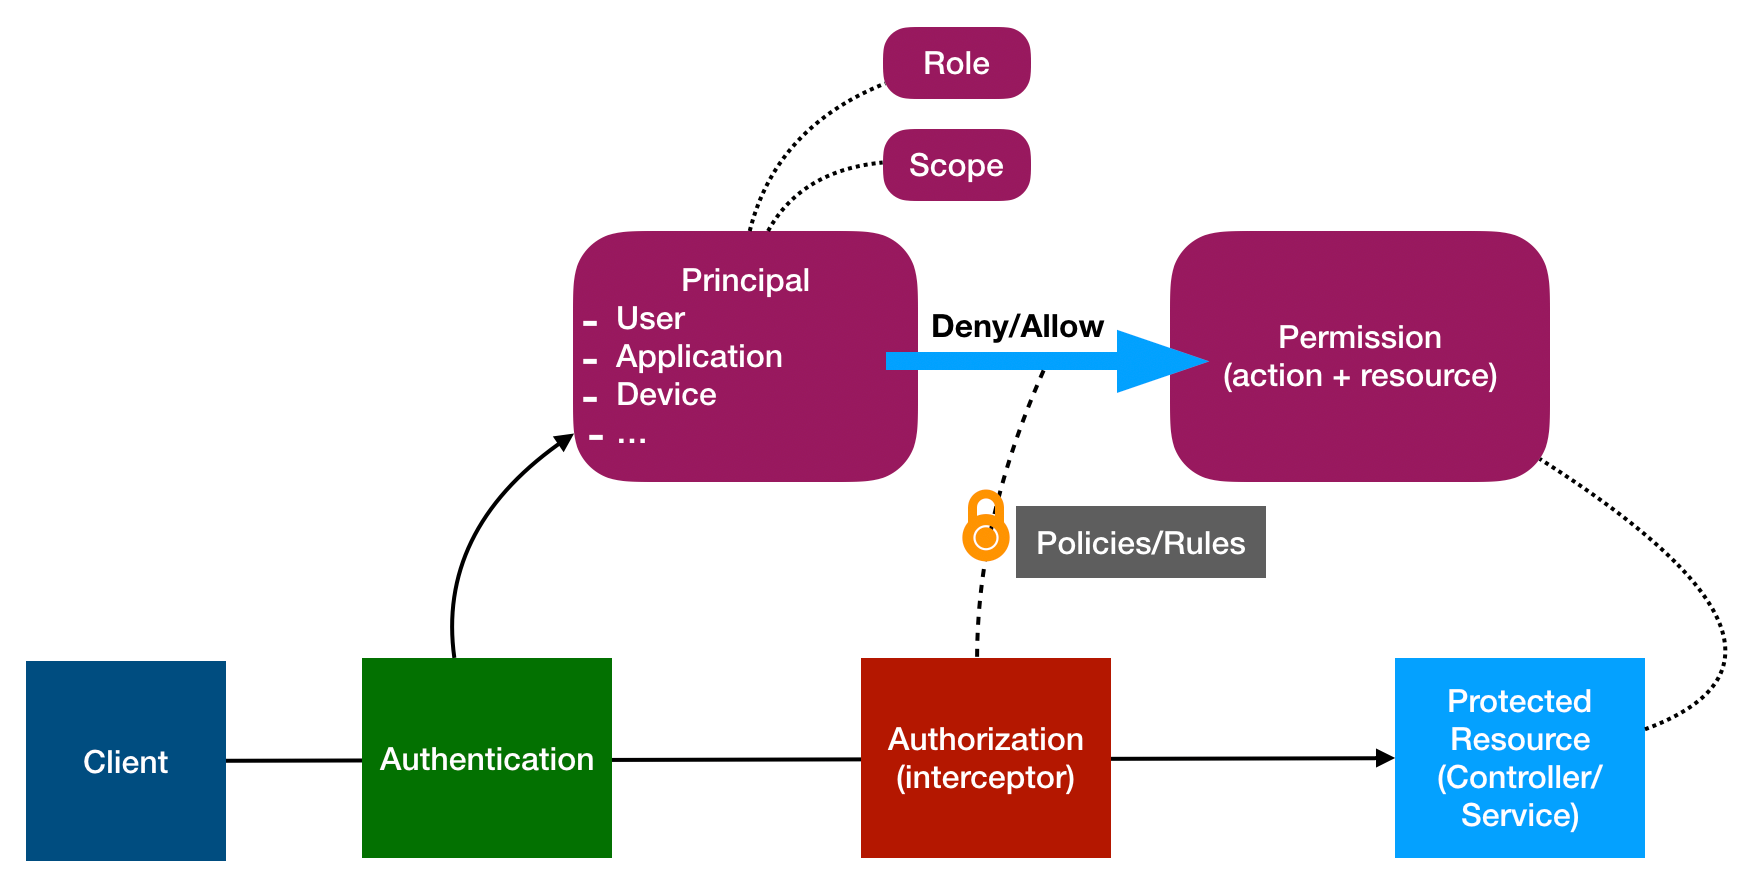 Role
Scope
Principal
- User
- Application
- Device
- ...
Deny/Allow
Permission
(action + resource)
Policies/Rules
Client
Authentication
Authorization
(interceptor)
Protected
Resource
(Controller/
Service)